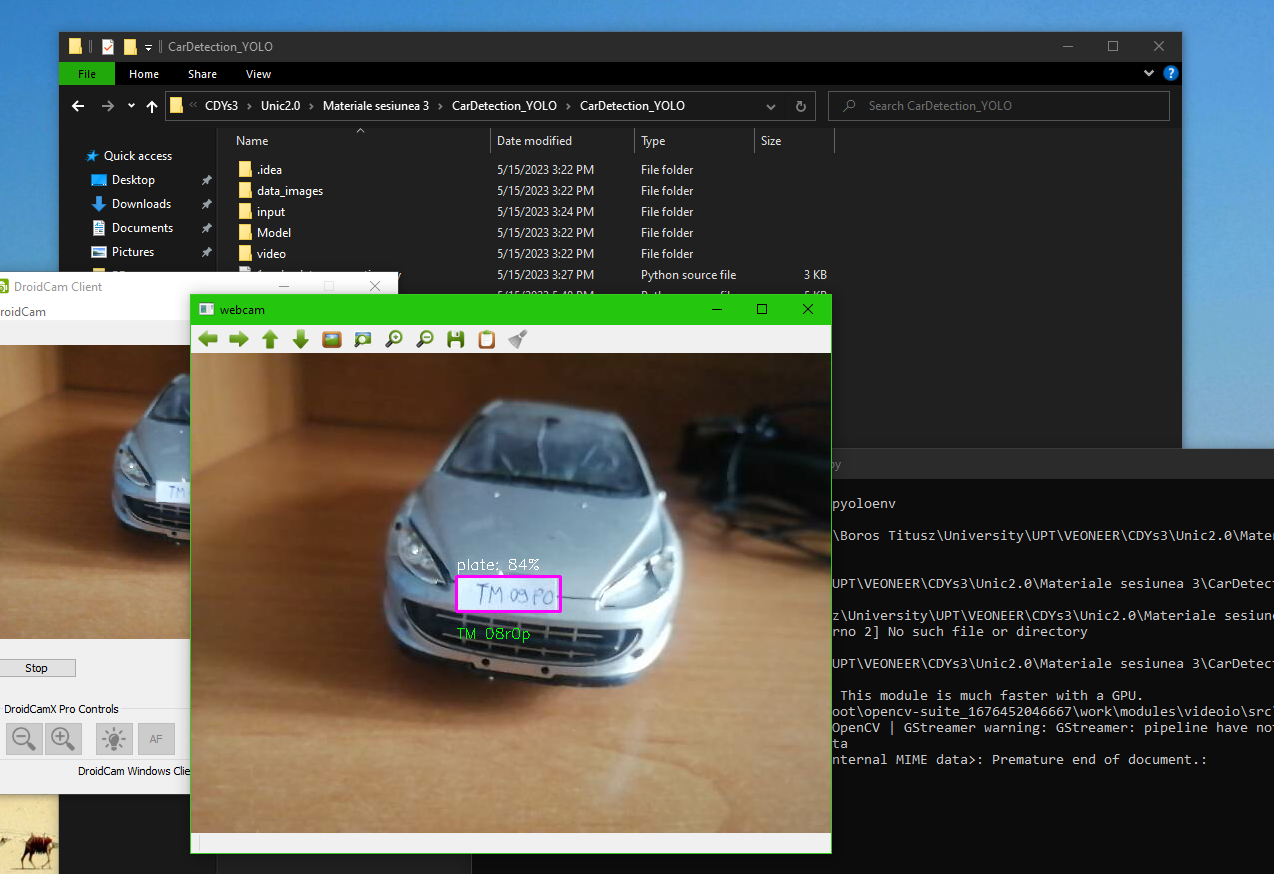 CarDetection_YOLO
File Home Share View
CDYs3 Unic2.0 Materiale sesiunea 3 CarDetection_YOLO CarDetection_YOLO
Search CarDetection_YOLO
Name Date modified Type Size
Quick access
Desktop
Downloads
Documents
Pictures
.idea 5/15/2023 3:22 PM File folder
data_images 5/15/2023 3:22 PM File folder
input 5/15/2023 3:24 PM File folder
Model 5/15/2023 3:22 PM File folder
video 5/15/2023 3:22 PM File folder
5/15/2023 3:27 PM Python source file 3 KB
DroidCam Client
roidCam
TM
Stop
DroidCamX Pro Controls
AF
DroidCam Windows Clie
webcam
plate: 84%
TM 09 PO
TM 08r0p
py
pyoloenv
\Boros Titusz\University\UPT\VEONEER\CDYs3\Unic2.0\Mater
UPT\VEONEER\CDYs3\Unic2.0\Materiale sesiunea 3\CarDetect
z\University\UPT\VEONEER\CDYs3\Unic2.0\Materiale sesiune
rno 2] No such file or directory
UPT\VEONEER\CDYs3\Unic2.0\Materiale sesiunea 3\CarDetect
This module is much faster with a GPU.
oot\opencv-suite_1676452046667\work\modules\videoio\src\
OpenCV | GStreamer warning: GStreamer: pipeline have not
ta
nternal MIME data>: Premature end of document.: